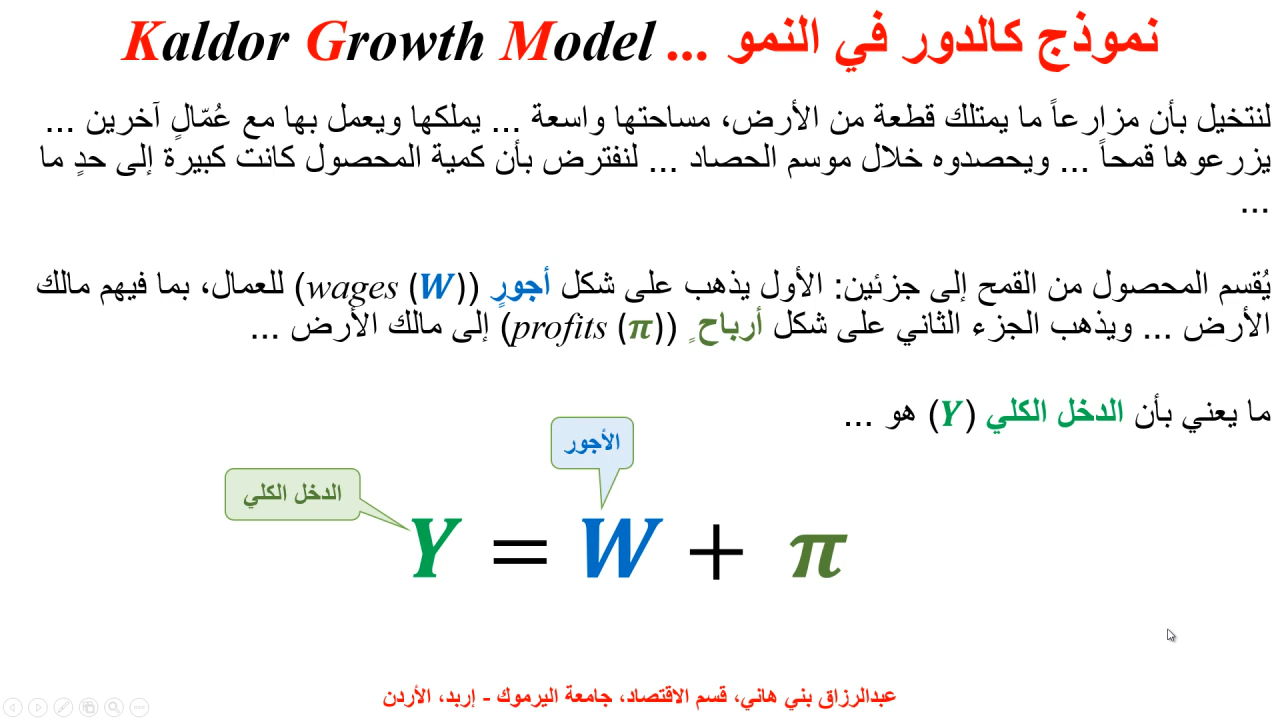 نموذج كالدور في النمو ... Kaldor Growth Model
لنتخيل بأن مزارعاً ما يمتلك قطعة من الأرض، مساحتها واسعة ... يملكها ويعمل بها مع عُمّالٍ آخرين ...
يزرعوها قمحاً ... ويحصدوه خلال موسم الحصاد ... لنفترض بأن كمية المحصول كانت كبيرة إلى حدٍ ما
...
يُقسم المحصول من القمح إلى جزئين: الأول يذهب على شكل أجورٍ (wages (W)) للعمال، بما فيهم مالك
الأرض ... ويذهب الجزء الثاني على شكل أرباحٍ (profits (π)) إلى مالك الأرض ...
ما يعني بأن الدخل الكلي (Y) هو ...
الأجور
الدخل الكلي
Y = W + π
عبدالرزاق بني هاني، قسم الاقتصاد، جامعة اليرموك - إربد، الأردن